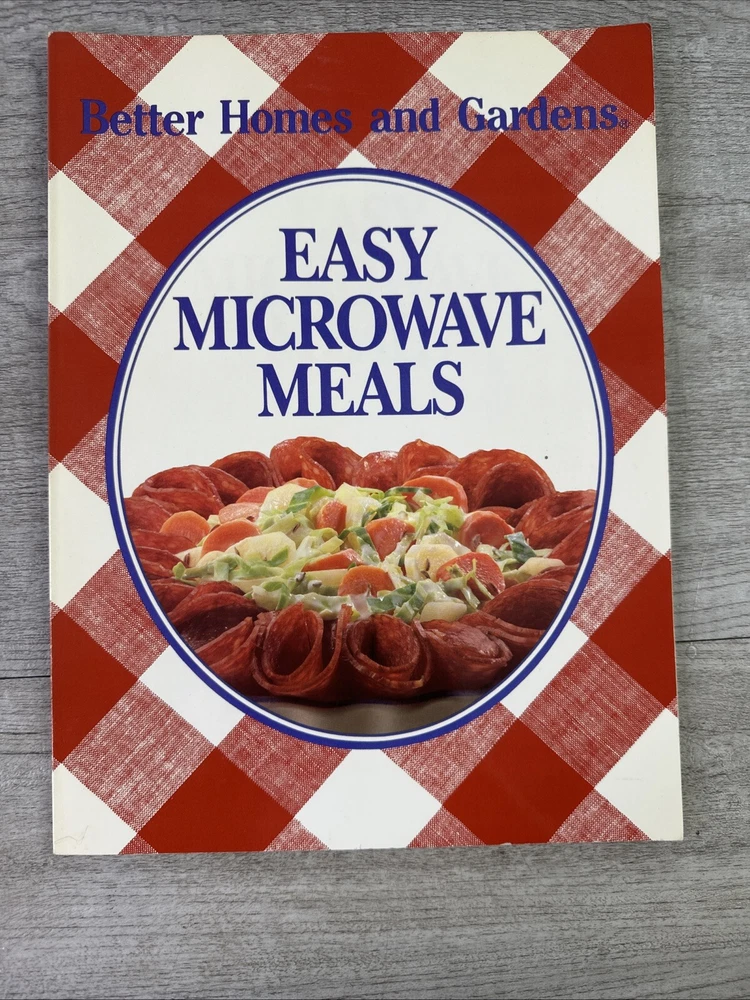 Better Homes and Gardens®
EASY
MICROWAVE
MEALS